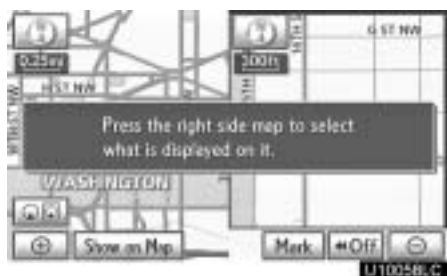 G ST NW
0.25mi
300ft
H ST NW
Press the right side map to select
what is displayed on it.
WASHINGTON
Show on Map
Mark
Off
U1005BLC